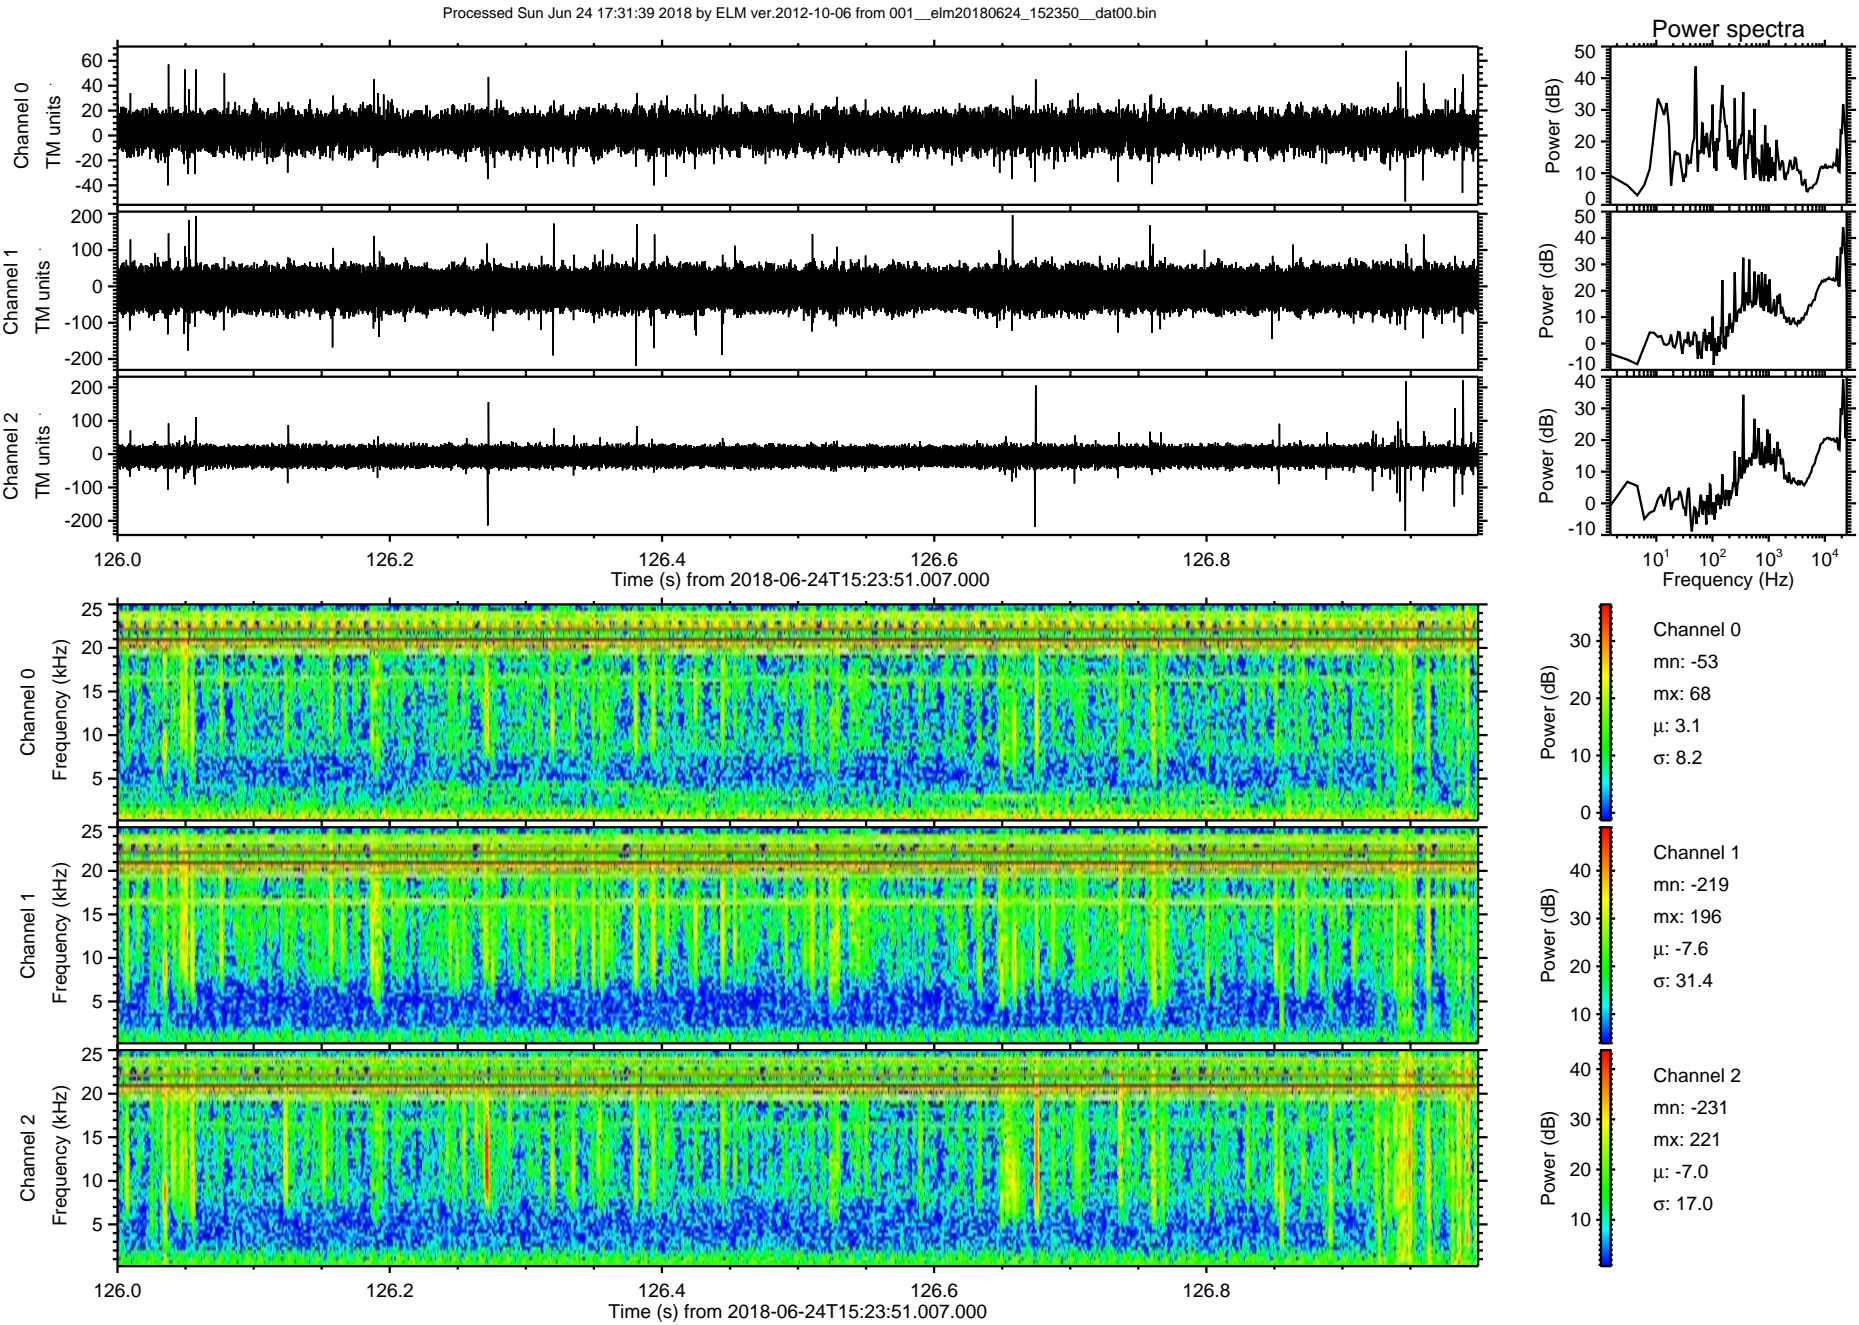 Processed Sun Jun 24 17:31:39 2018 by ELM ver.2012-10-06 from 001__elm20180624_152350__dat00.bin
Power spectra
Channel 0
TM units
60
40
20
0
-20
-40
Power (dB)
50
40
30
20
10
0
Channel 1
TM units
200
100
0
-100
-200
Power (dB)
50
40
30
20
10
0
-10
Channel 2
TM units
200
100
0
-100
-200
Power (dB)
40
30
20
10
0
-10
126.0 126.2 126.4 126.6 126.8
Time (s) from 2018-06-24T15:23:51.007.000
10^1 10^2 10^3 10^4
Frequency (Hz)
Channel 0
Frequency (kHz)
25
20
15
10
5
Power (dB)
30
20
10
0
Channel 0
mn: -53
mx: 68
μ: 3.1
σ: 8.2
Channel 1
Frequency (kHz)
25
20
15
10
5
Power (dB)
40
30
20
10
Channel 1
mn: -219
mx: 196
μ: -7.6
σ: 31.4
Channel 2
Frequency (kHz)
25
20
15
10
5
Power (dB)
40
30
20
10
Channel 2
mn: -231
mx: 221
μ: -7.0
σ: 17.0
126.0 126.2 126.4 126.6 126.8
Time (s) from 2018-06-24T15:23:51.007.000